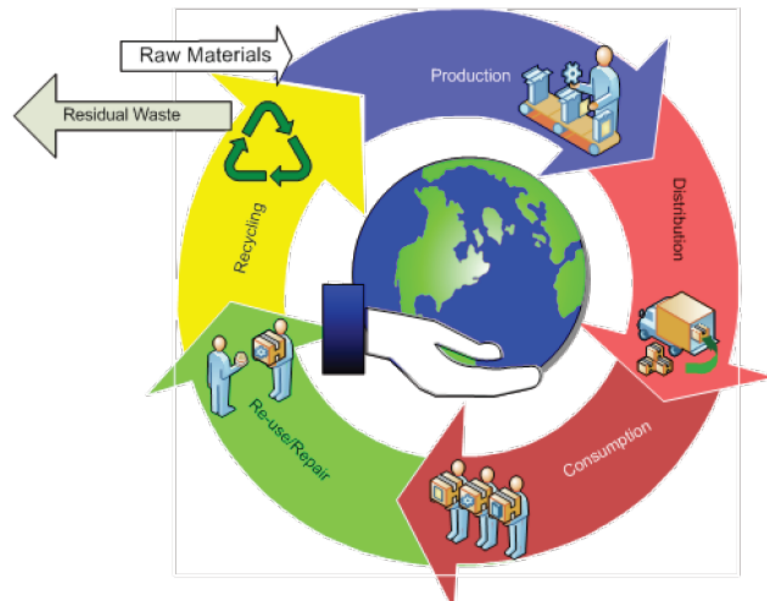 Raw Materials
Production
Residual Waste
Distribution
Recycling
Re-use/Repair
Consumption